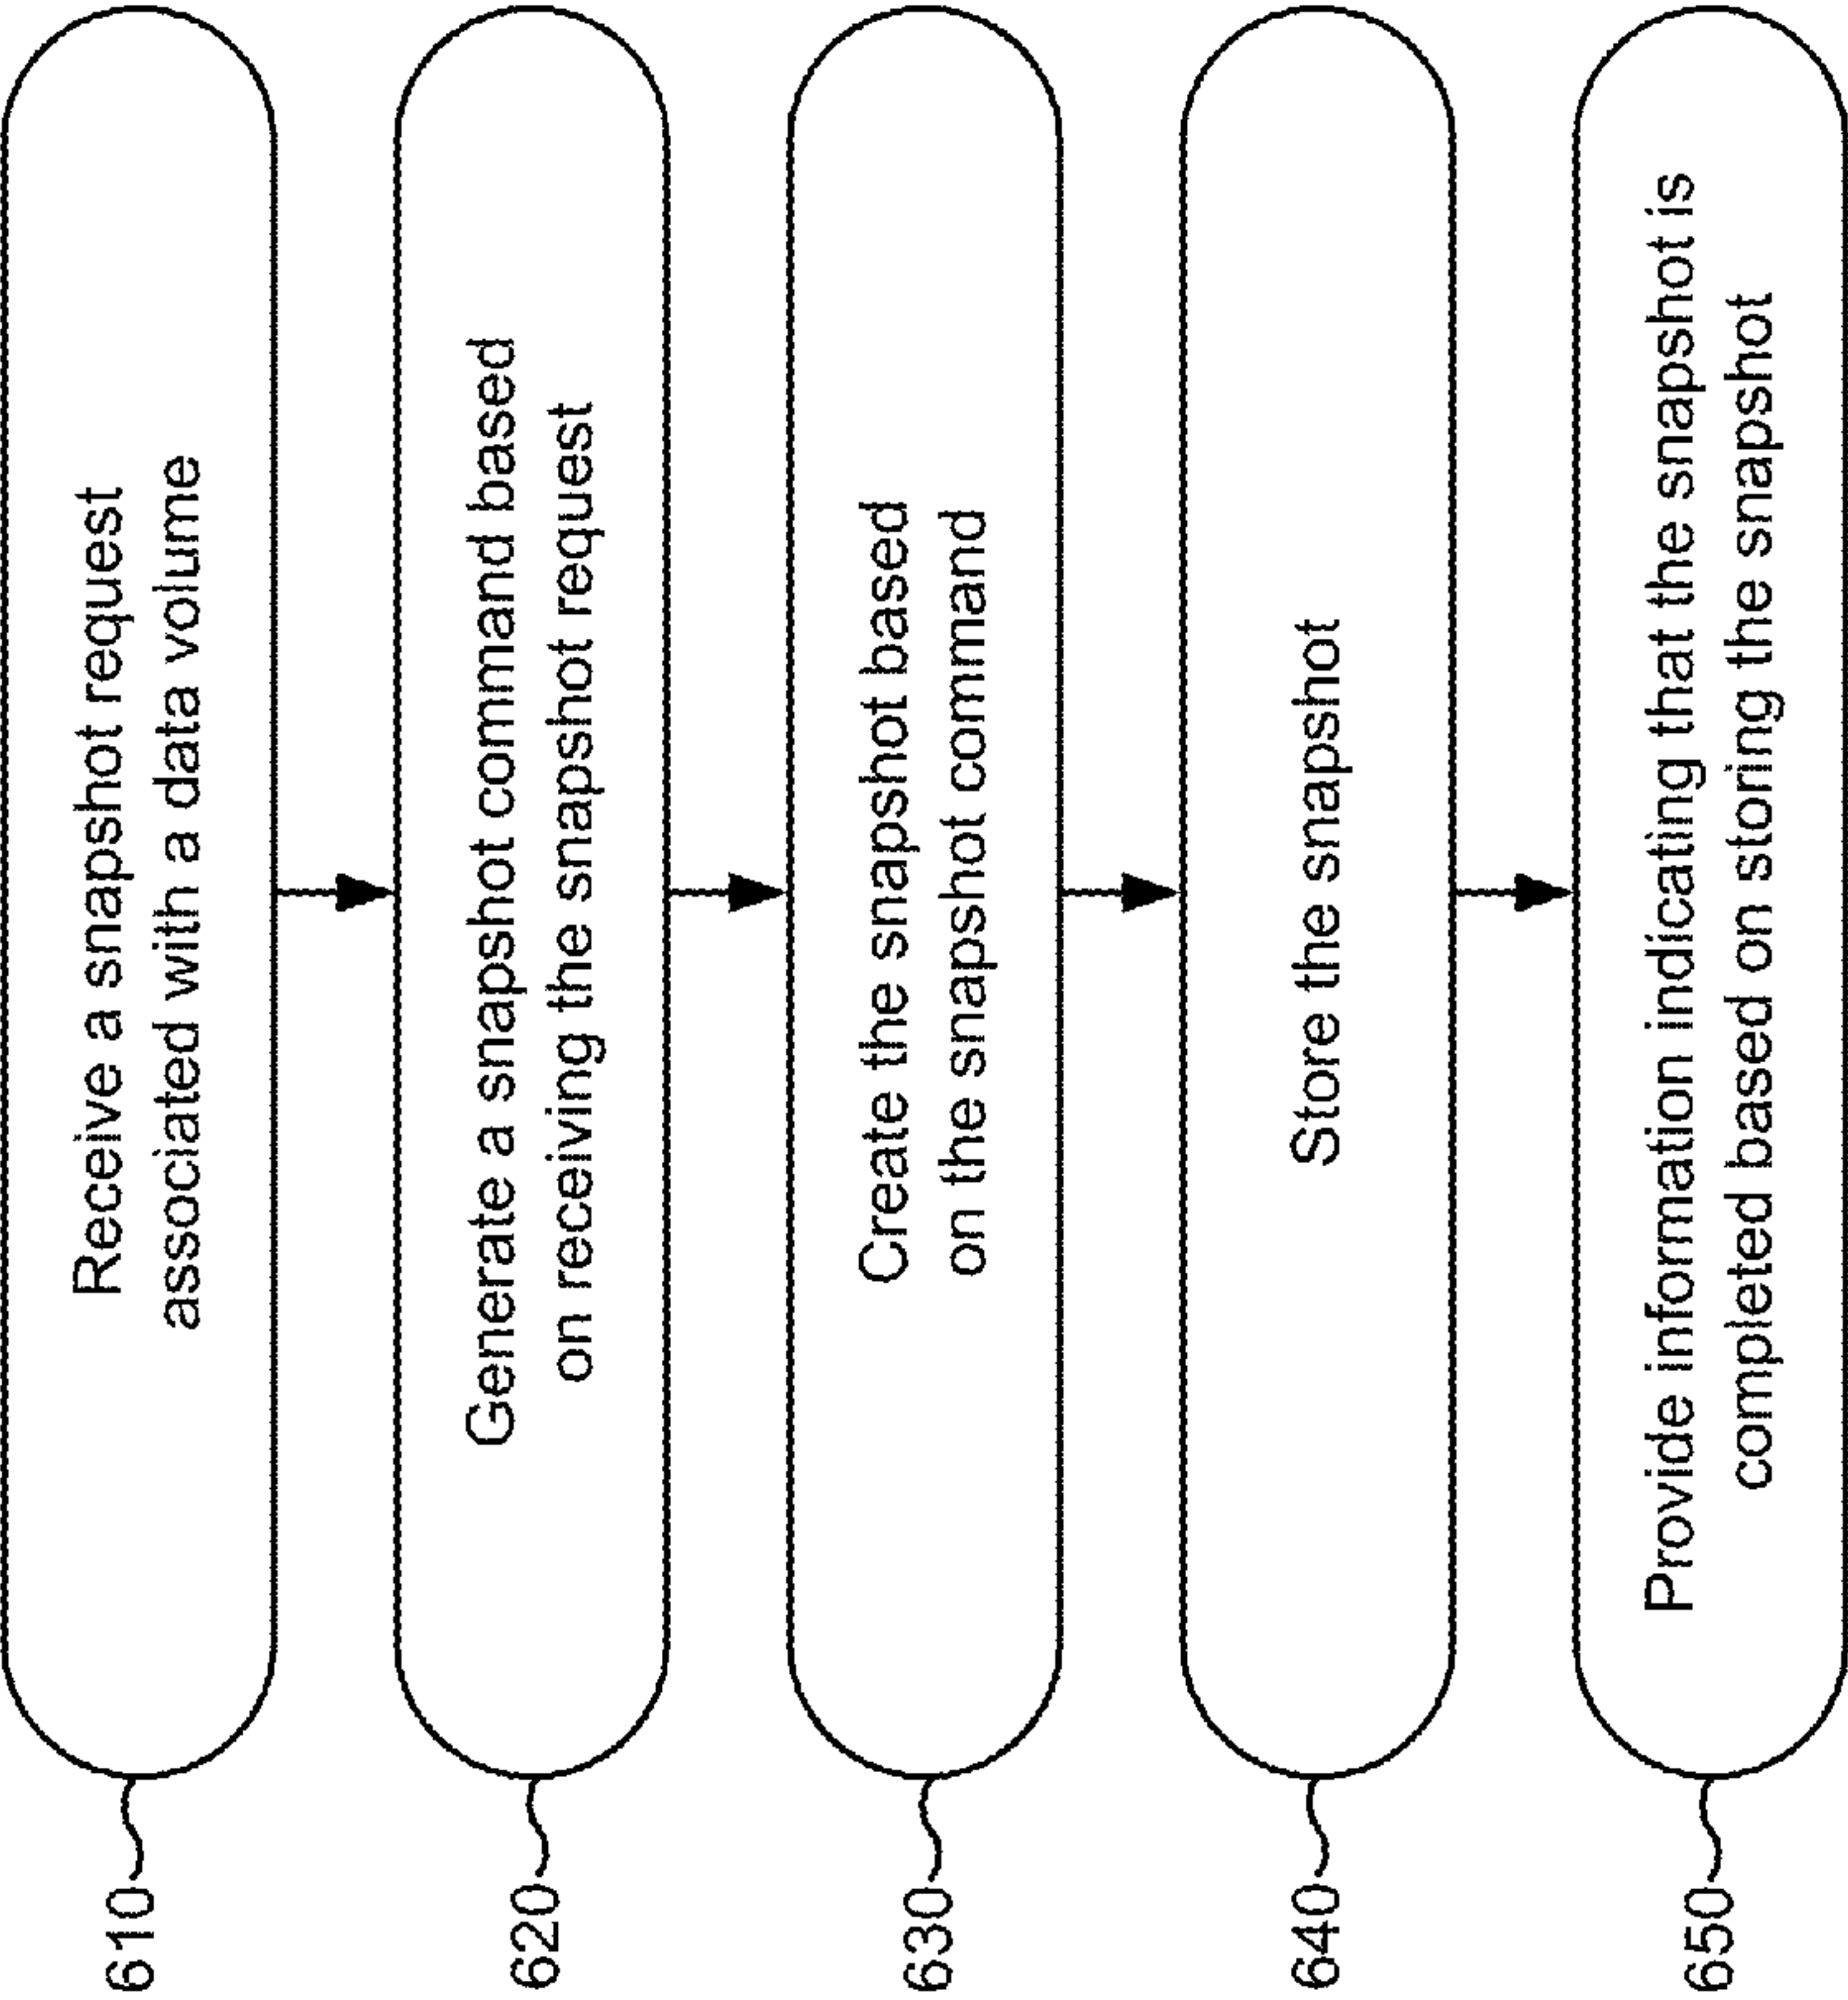 610
Receive a snapshot request
associated with a data volume
620
Generate a snapshot command based
on receiving the snapshot request
630
Create the snapshot based
on the snapshot command
640
Store the snapshot
650
Provide information indicating that the snapshot is
completed based on storing the snapshot